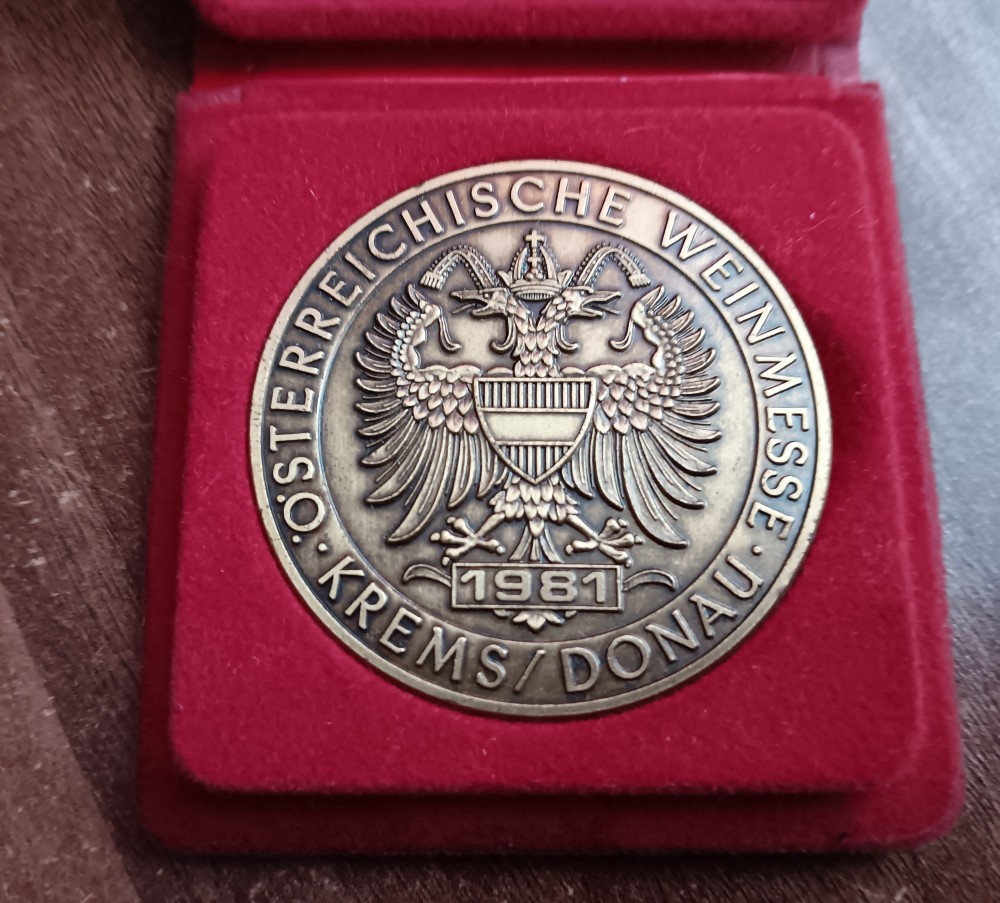 ÖSTERREICHISCHE WEINMESSE
· KREMS/DONAU ·
1981